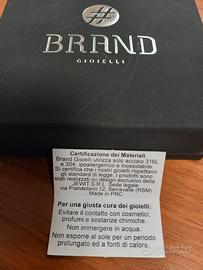 BRAND
GIOIELLI
Certificazione dei Materiali
Brand Gioielli utilizza solo acciaio 316L
e 304, ipoallergenico e inossidabile.
Si certifica che i nostri gioielli rispettano
gli standard di legge. I prodotti sono
stati realizzati su design esclusivo della
JEVIT S.R.L. Sede legale
via Piandolano 12, Serravalle (RSM)
Made in PRC
Per una giusta cura dei gioielli:
Evitare il contatto con cosmetici,
profumi e sostanze chimiche.
Non immergere in acqua.
Non esporre al sole per un periodo
prolungato ed a fonti di calore.